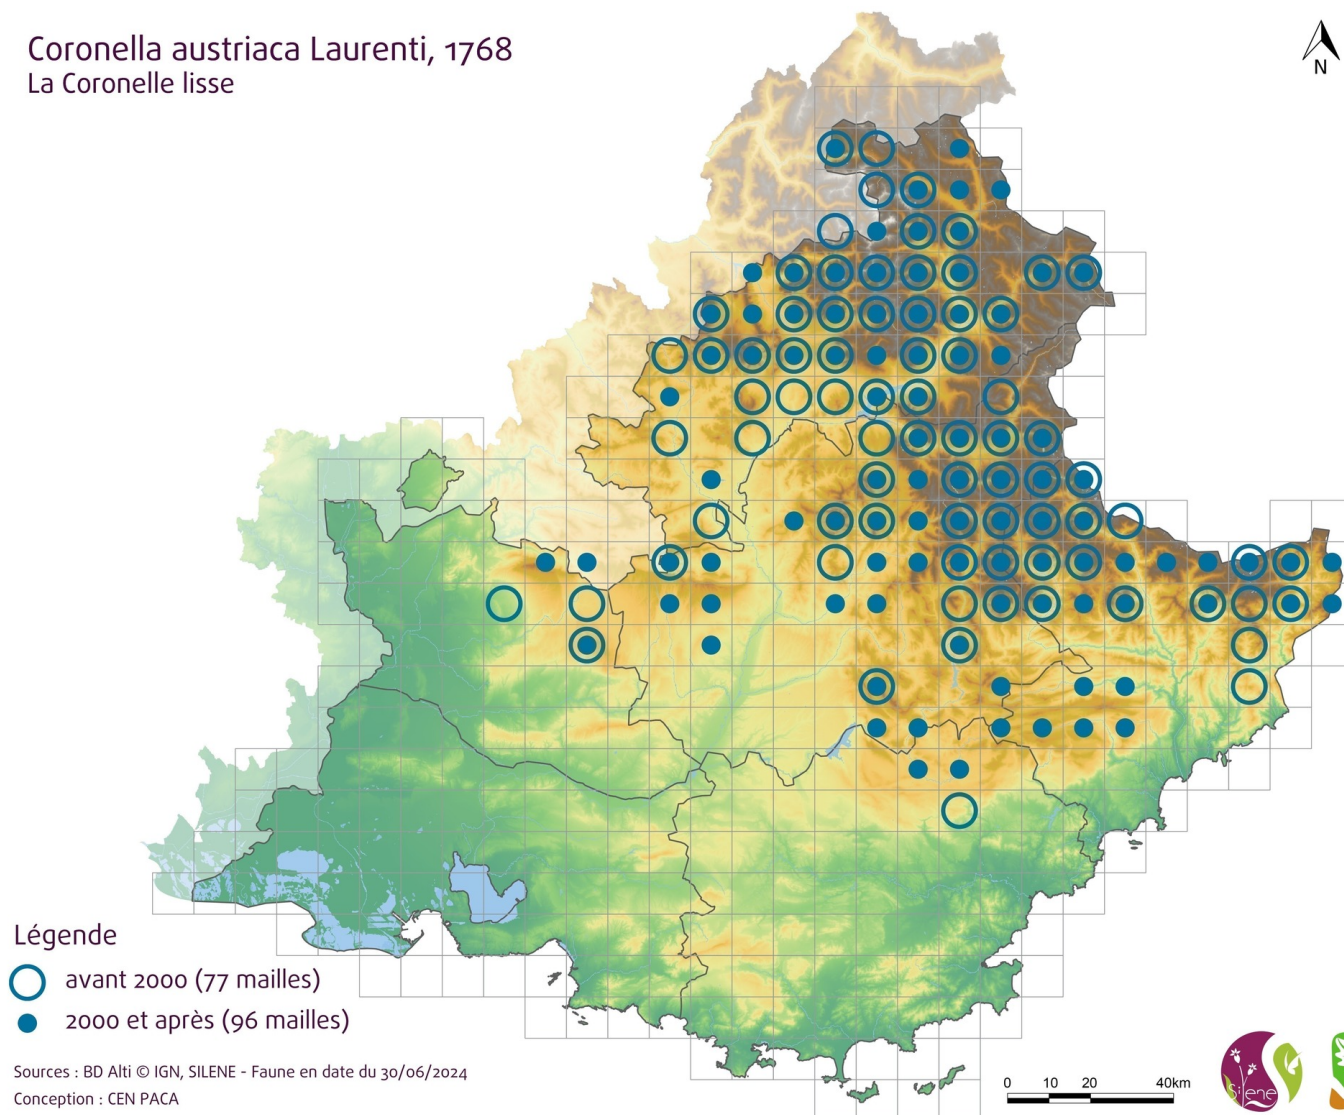 Coronella austriaca Laurenti, 1768
La Coronelle lisse
N
Légende
avant 2000 (77 mailles)
2000 et après (96 mailles)
Sources : BD Alti © IGN, SILENE - Faune en date du 30/06/2024
Conception : CEN PACA
0 10 20 40km
Silene